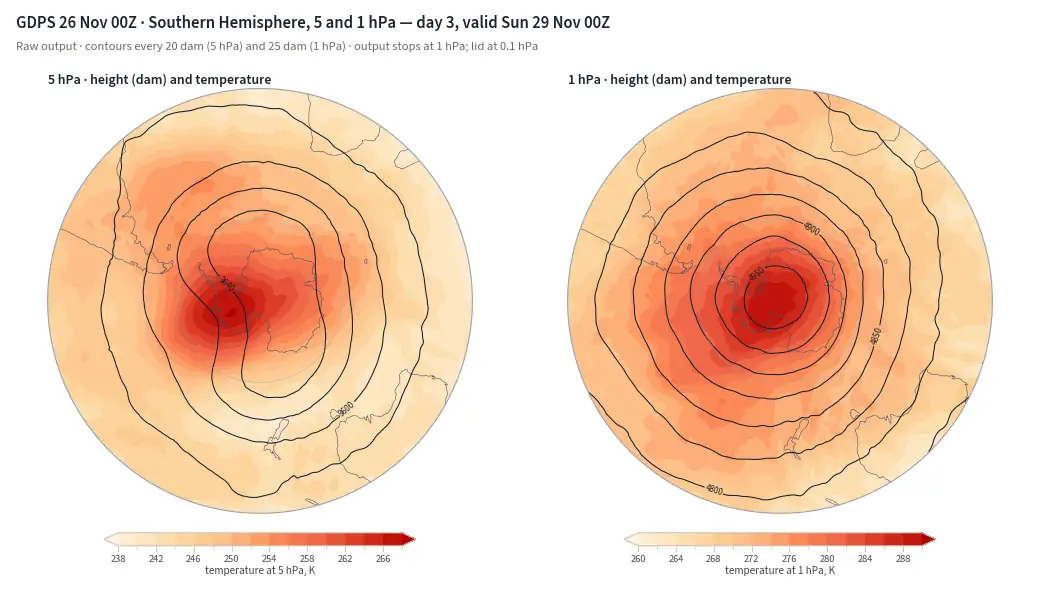 GDPS 26 Nov 00Z · Southern Hemisphere, 5 and 1 hPa — day 3, valid Sun 29 Nov 00Z
Raw output · contours every 20 dam (5 hPa) and 25 dam (1 hPa) · output stops at 1 hPa; lid at 0.1 hPa
5 hPa · height (dam) and temperature
1 hPa · height (dam) and temperature
3600
4800
4850
4800
238 242 246 250 254 258 262 266
temperature at 5 hPa, K
260 264 268 272 276 280 284 288
temperature at 1 hPa, K